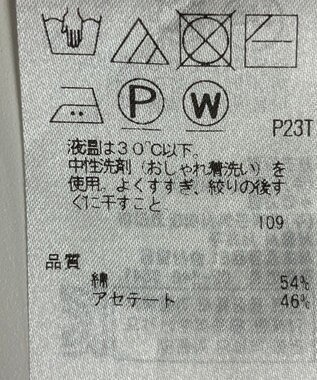 P W
P23T
液温は30℃以下。
中性洗剤（おしゃれ着洗い）を
使用。よくすすぎ、絞りの後す
ぐに干すこと
109
品質
綿 54%
アセテート 46%